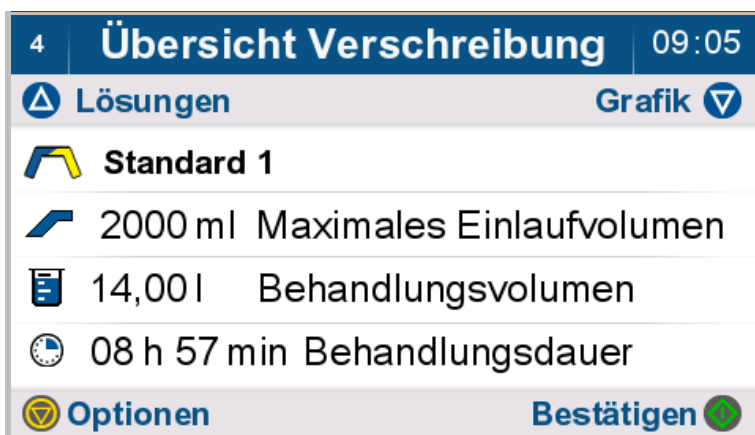 4 Übersicht Verschreibung 09:05
Lösungen Grafik
Standard 1
2000 ml Maximales Einlaufvolumen
14,00 l Behandlungsvolumen
08 h 57 min Behandlungsdauer
Optionen Bestätigen